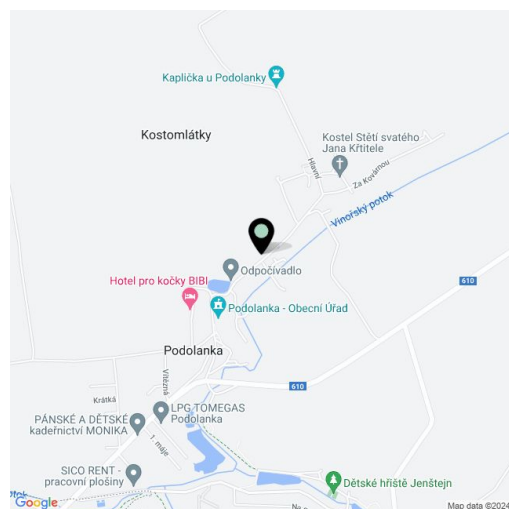 Kaplička u Podolanky
Kostomlátky
Kostel Stětí svatého
Jana Křtitele
Hlavní
Za Kovárnou
Vinořský potok
Odpočívadlo
Hotel pro kočky BIBI
610
Podolanka - Obecní Úřad
Podolanka
610
Vítězná
Krátká
LPG TOMEGAS
Podolanka
PÁNSKÉ A DĚTSKÉ
kadeřnictví MONIKA
1. máje
SICO RENT -
pracovní plošiny
Dětské hřiště Jenštejn
Google
Map data ©2024